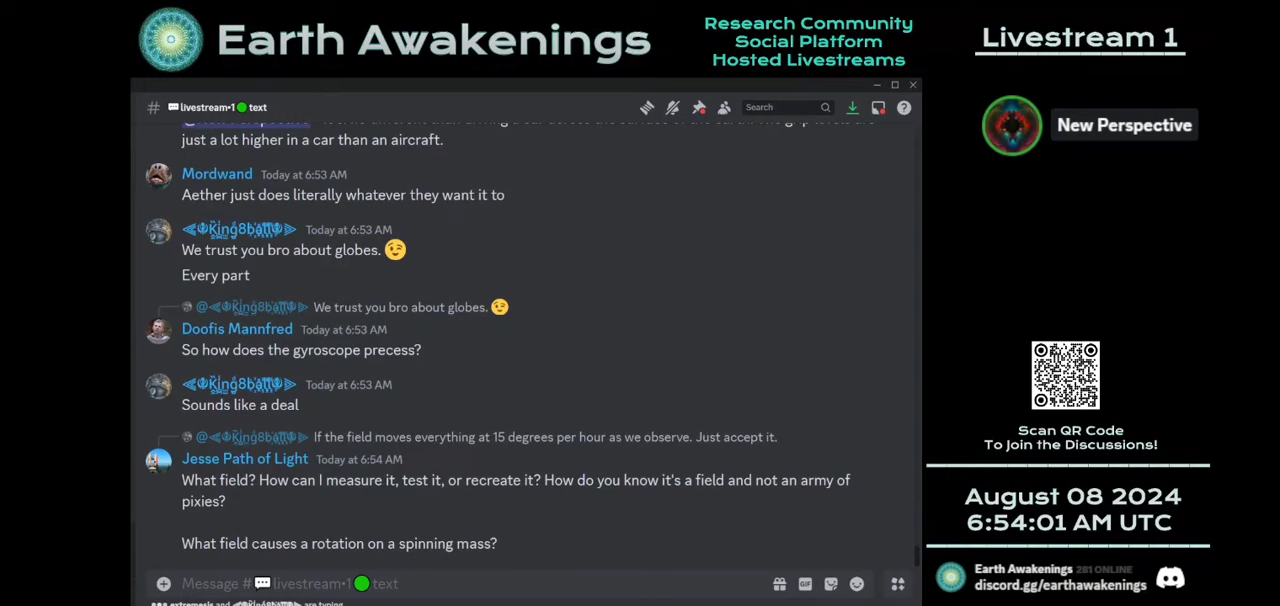 Earth Awakenings
Research Community
Social Platform
Hosted Livestreams
Livestream 1
# livestream•1 text
Search
New Perspective
just a lot higher in a car than an aircraft.
Mordwand Today at 6:53 AM
Aether just does literally whatever they want it to
Today at 6:53 AM
We trust you bro about globes. 😉
Every part
We trust you bro about globes. 😉
Doofis Mannfred Today at 6:53 AM
So how does the gyroscope precess?
Today at 6:53 AM
Sounds like a deal
If the field moves everything at 15 degrees per hour as we observe. Just accept it.
Jesse Path of Light Today at 6:54 AM
What field? How can I measure it, test it, or recreate it? How do you know it's a field and not an army of
pixies?
What field causes a rotation on a spinning mass?
Message # livestream•1 text
GIF
are typing
Scan QR Code
To Join the Discussions!
August 08 2024
6:54:01 AM UTC
Earth Awakenings 281 ONLINE
discord.gg/earthawakenings